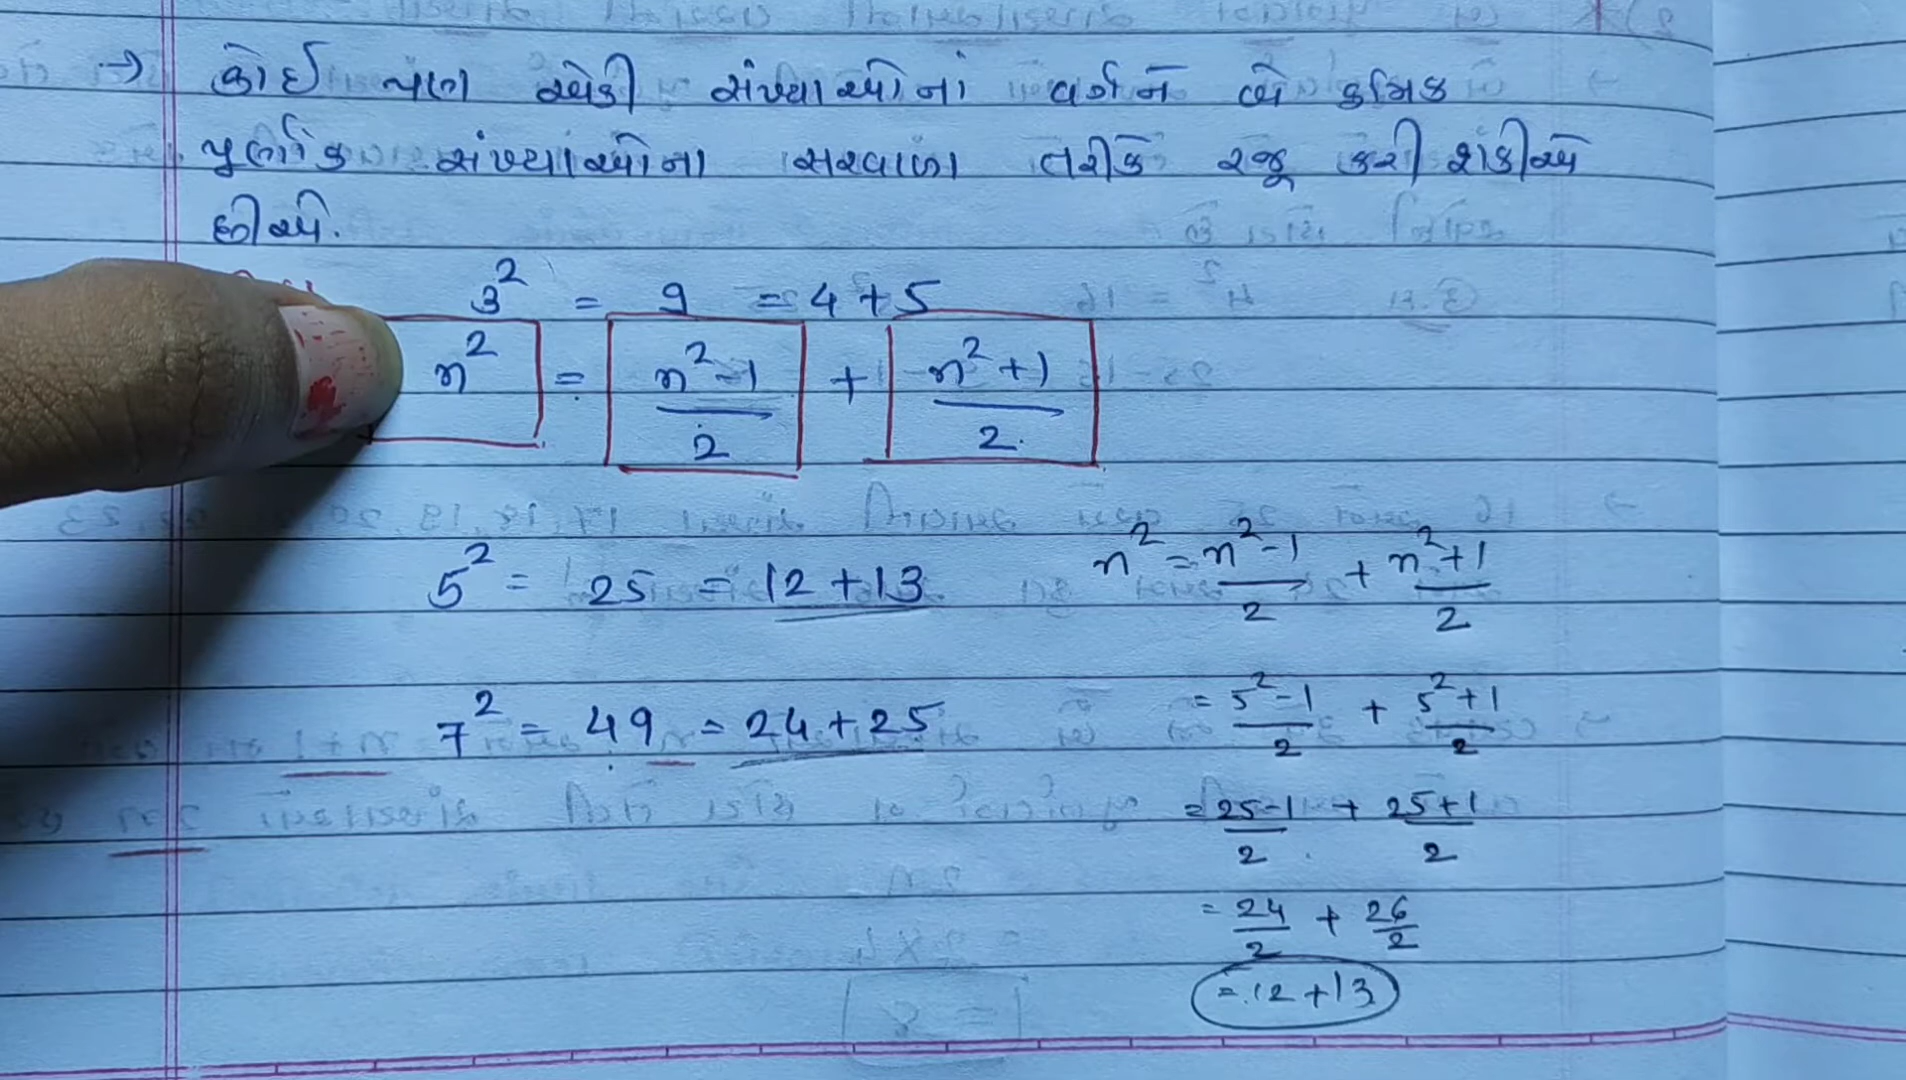 → કોઈ પણ એકી સંખ્યાઓનાં વર્ગને બે ક્રમિક
પુર્ણાંક સંખ્યાઓના સરવાળા તરીકે રજૂ કરી શકીએ
છીએ.
3² = 9 = 4 + 5
n² = (n² - 1)/2 + (n² + 1)/2
5² = 25 = 12 + 13
7² = 49 = 24 + 25
n² = (n² - 1)/2 + (n² + 1)/2
= (5² - 1)/2 + (5² + 1)/2
= (25 - 1)/2 + (25 + 1)/2
= 24/2 + 26/2
= 12 + 13